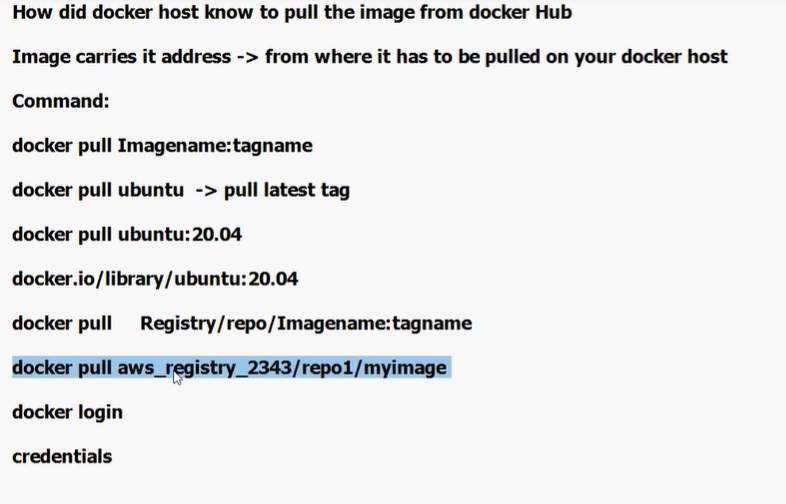 How did docker host know to pull the image from docker Hub
Image carries it address -> from where it has to be pulled on your docker host
Command:
docker pull Imagename:tagname
docker pull ubuntu  -> pull latest tag
docker pull ubuntu:20.04
docker.io/library/ubuntu:20.04
docker pull    Registry/repo/Imagename:tagname
docker pull aws_registry_2343/repo1/myimage
docker login
credentials